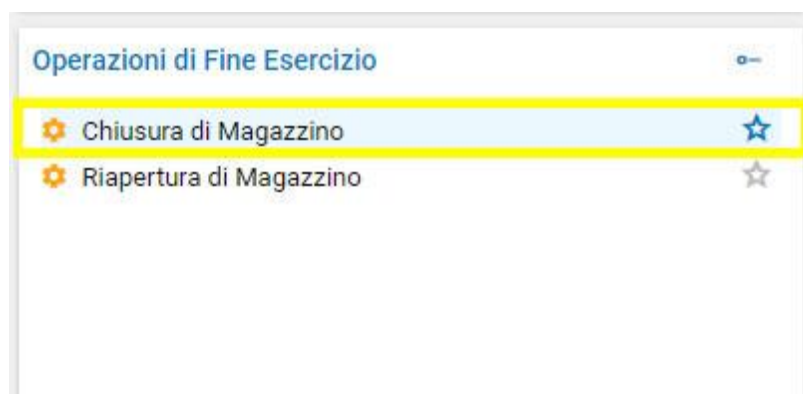 Operazioni di Fine Esercizio
Chiusura di Magazzino
Riapertura di Magazzino